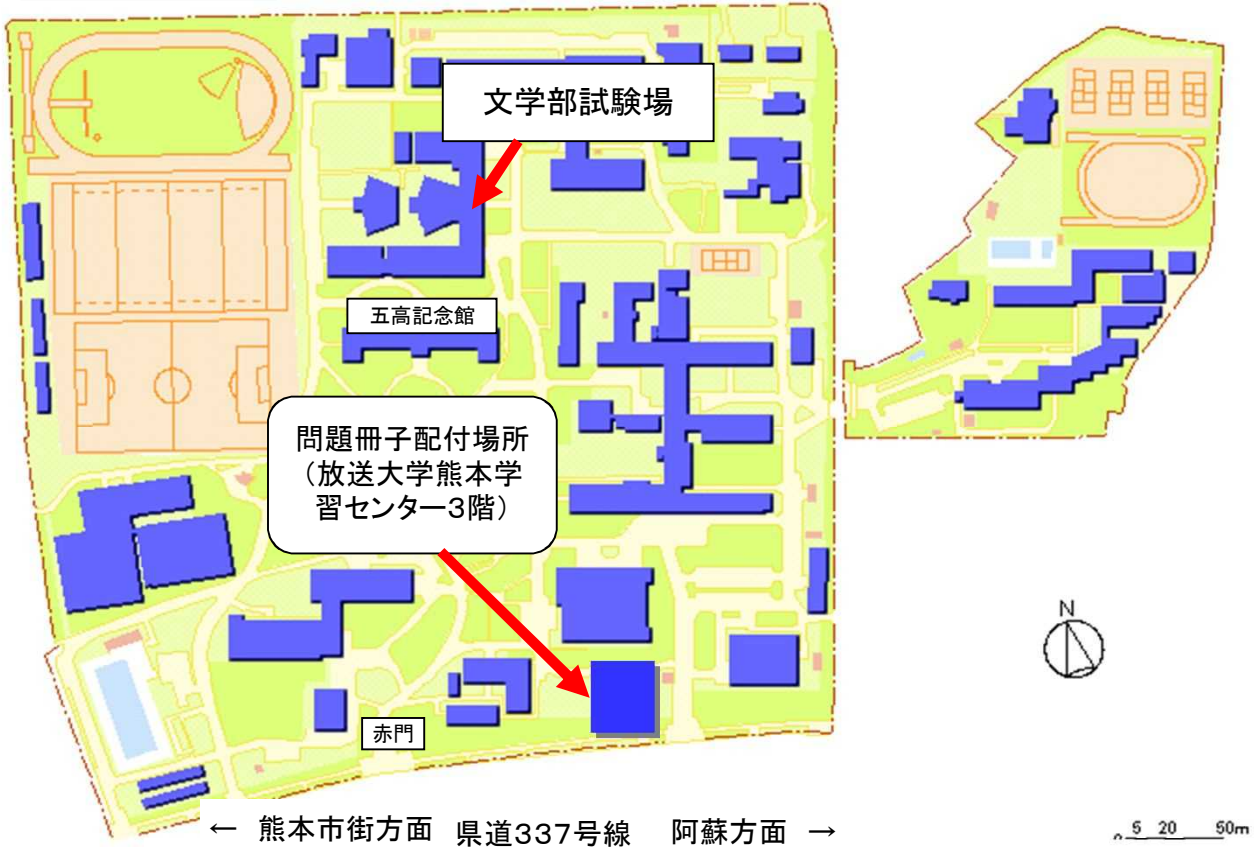 文学部試験場
五高記念館
問題冊子配付場所
（放送大学熊本学
習センター3階）
N
赤門
← 熊本市街方面 県道337号線 阿蘇方面 →
0 5 20 50m